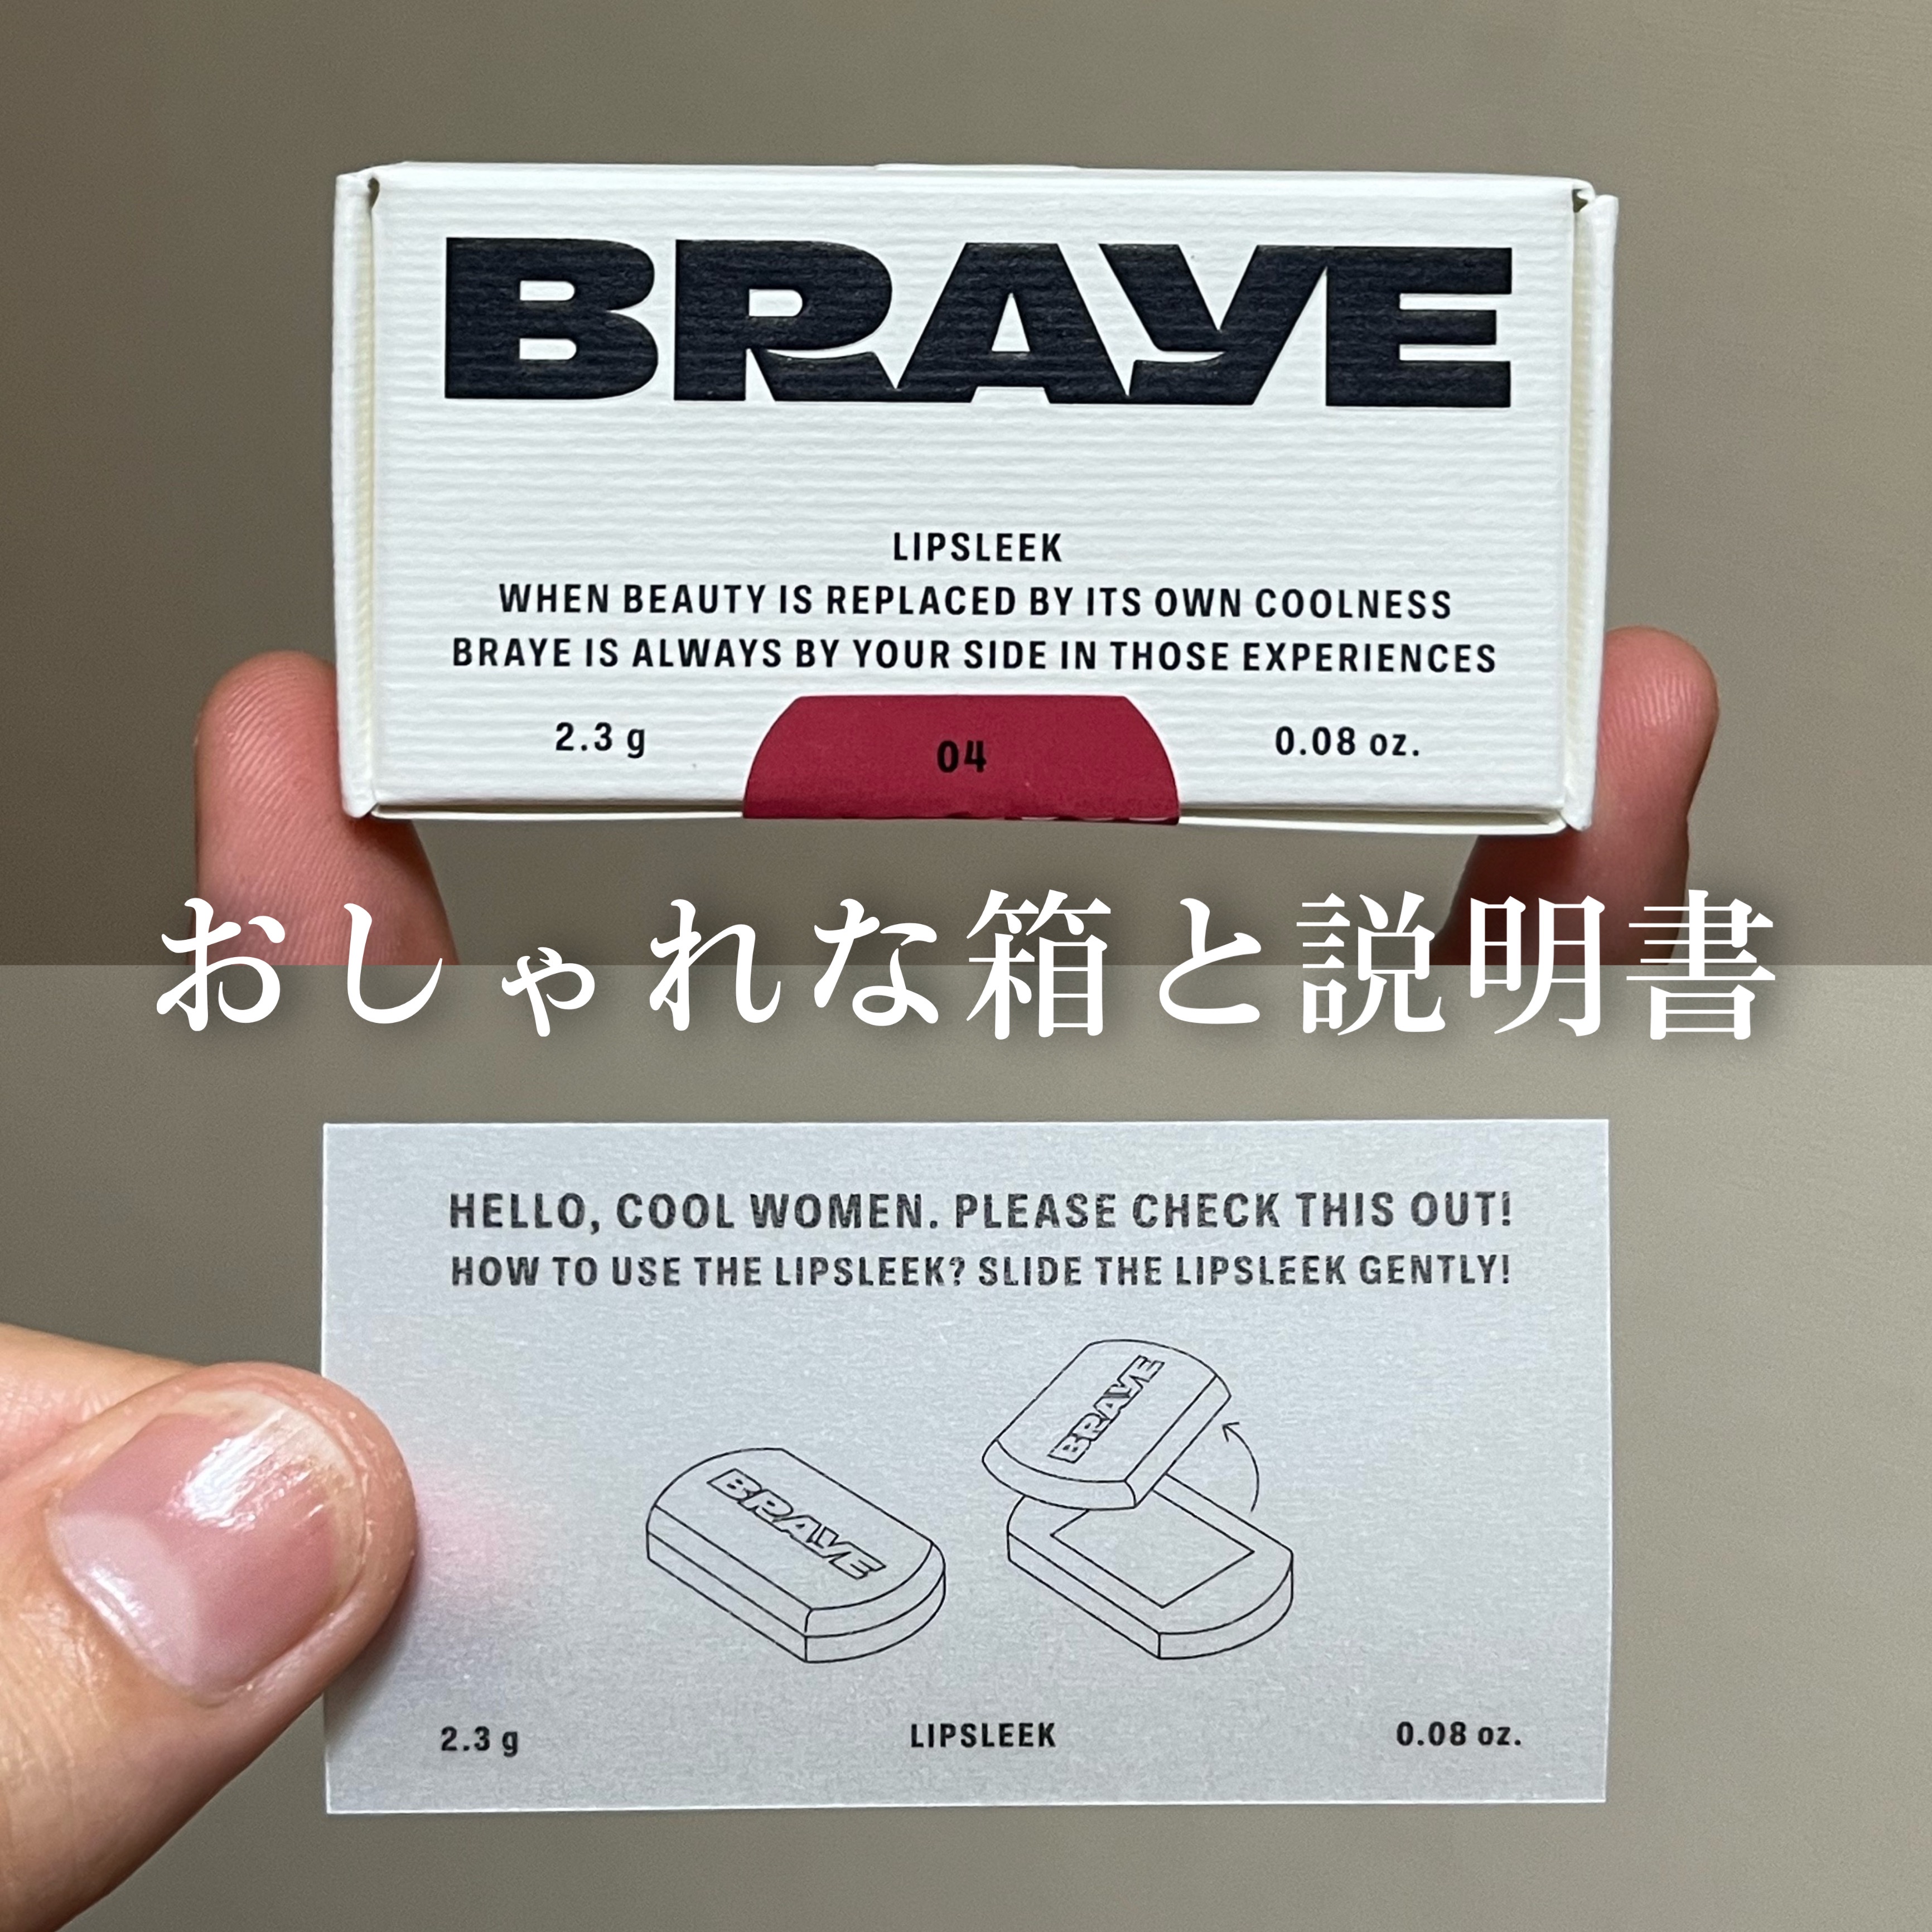 BRAYE
LIPSLEEK
WHEN BEAUTY IS REPLACED BY ITS OWN COOLNESS
BRAYE IS ALWAYS BY YOUR SIDE IN THOSE EXPERIENCES
2.3 g
04
0.08 oz.
おしゃれな箱と説明書
HELLO, COOL WOMEN. PLEASE CHECK THIS OUT!
HOW TO USE THE LIPSLEEK? SLIDE THE LIPSLEEK GENTLY!
BRAYE
BRAYE
2.3 g
LIPSLEEK
0.08 oz.